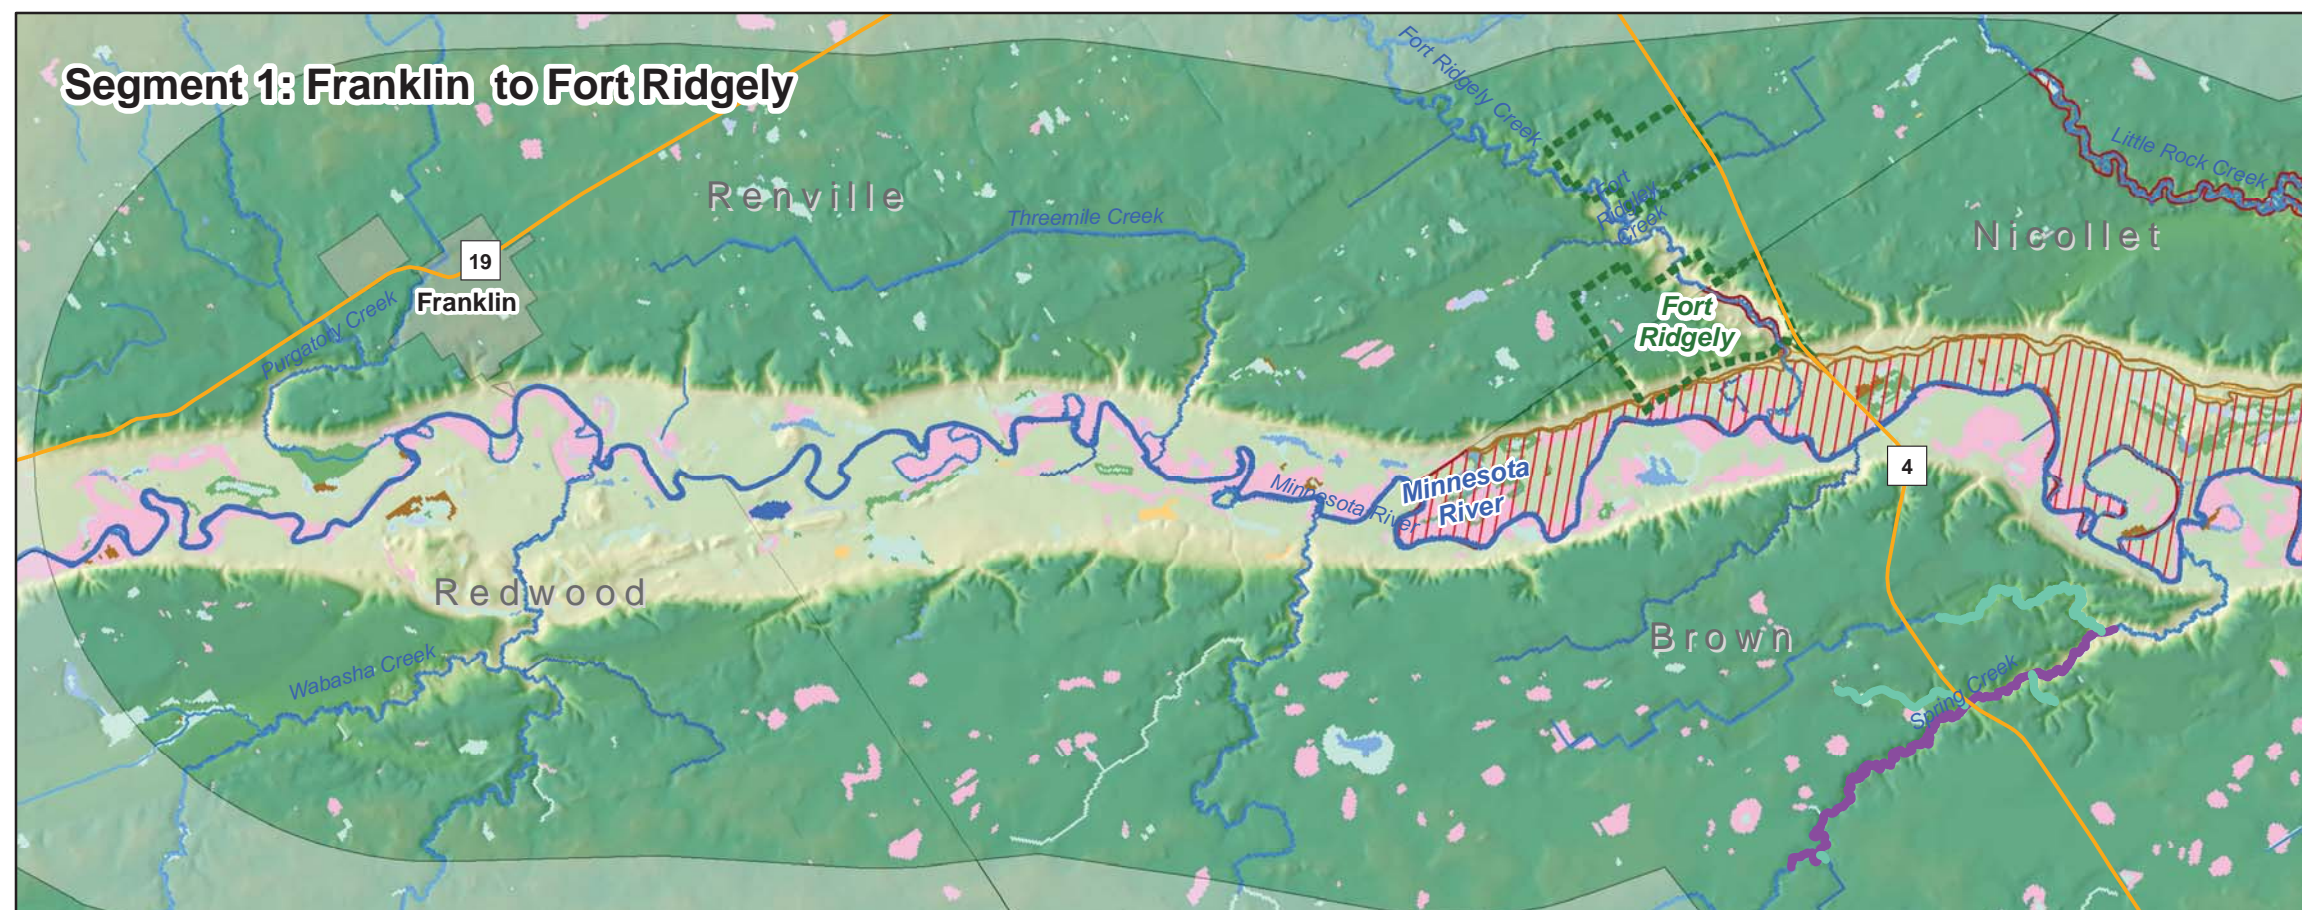 Segment 1: Franklin to Fort Ridgely
Fort Ridgely Creek
Little Rock Creek
Renville
Threemile Creek
Fort
Ridgley
Creek
Nicollet
19
Franklin
Purgatory Creek
Fort
Ridgely
4
Minnesota River
Minnesota
River
Redwood
Brown
Wabasha Creek
Spring Creek